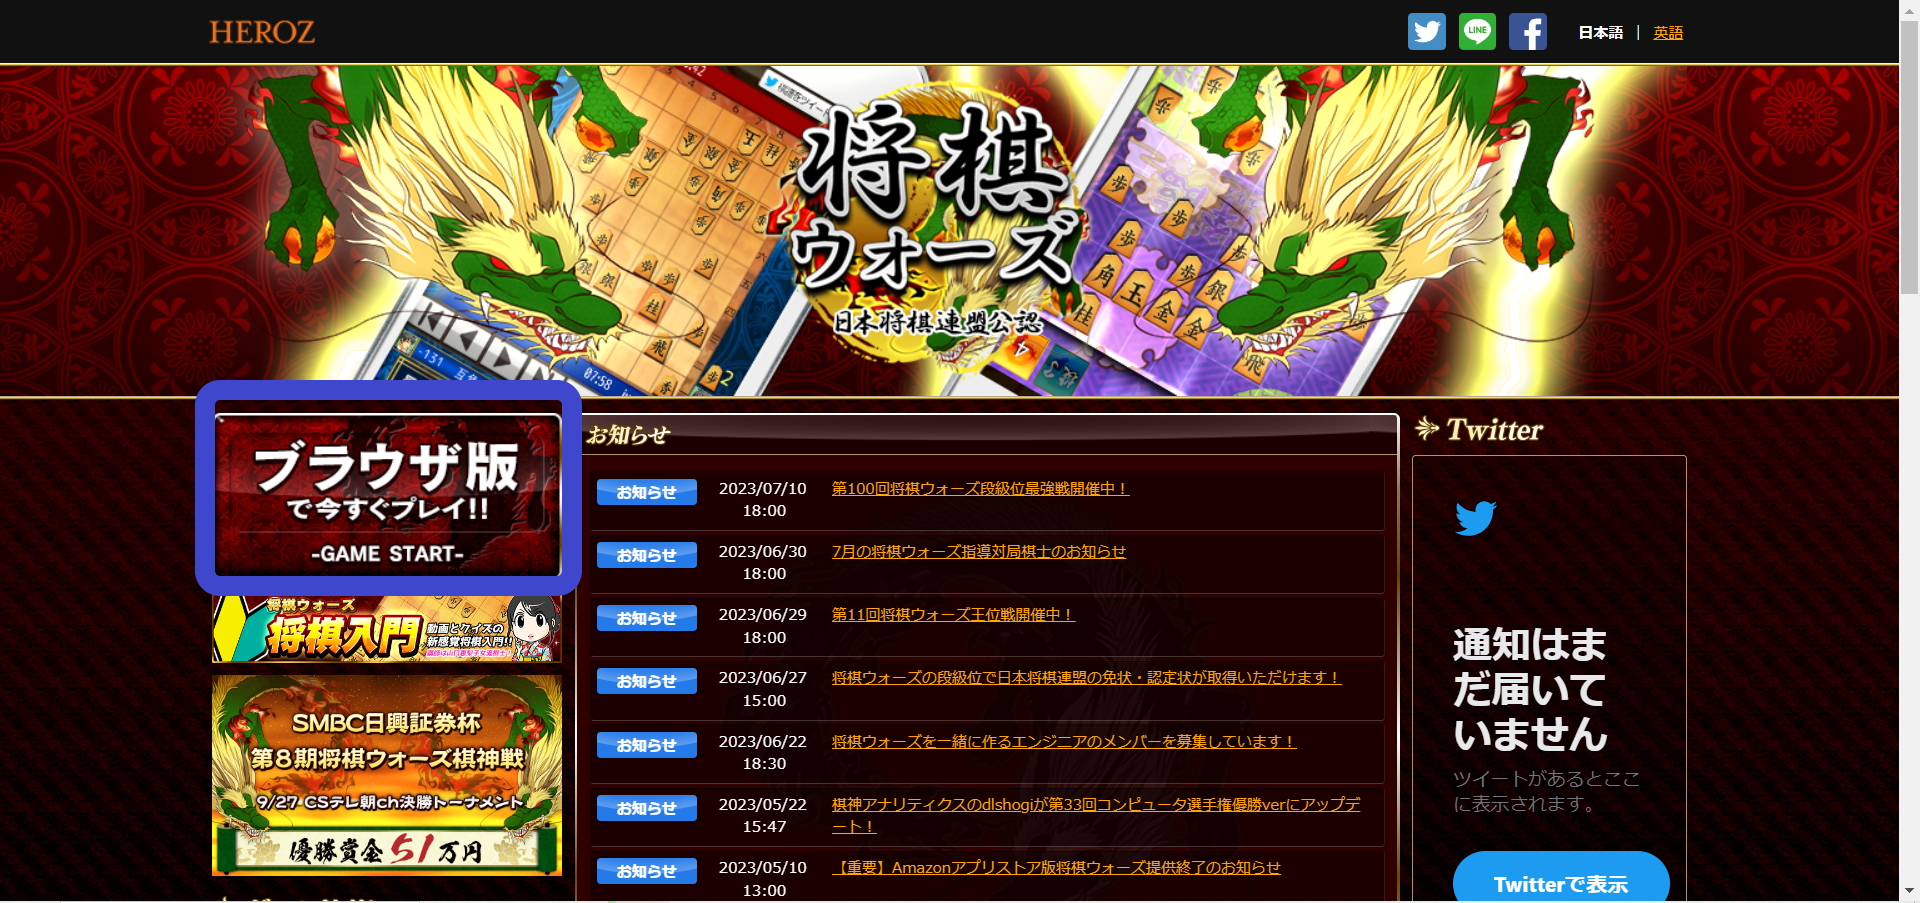 HEROZ
LINE
日本語 | 英語
将棋
ウォーズ
日本将棋連盟公認
ブラウザ版
で今すぐプレイ!!
-GAME START-
将棋ウォーズ
将棋入門
動画とクイズの
新感覚将棋入門!!
SMBC日興証券杯
第8期将棋ウォーズ棋神戦
9/27 CSテレ朝ch決勝トーナメント
優勝賞金51万円
お知らせ
お知らせ 2023/07/10 18:00 第100回将棋ウォーズ段級位最強戦開催中!
お知らせ 2023/06/30 18:00 7月の将棋ウォーズ指導対局棋士のお知らせ
お知らせ 2023/06/29 18:00 第11回将棋ウォーズ王位戦開催中!
お知らせ 2023/06/27 15:00 将棋ウォーズの段級位で日本将棋連盟の免状・認定状が取得いただけます!
お知らせ 2023/06/22 18:30 将棋ウォーズを一緒に作るエンジニアのメンバーを募集しています!
お知らせ 2023/05/22 15:47 棋神アナリティクスのdlshogiが第33回コンピュータ選手権優勝verにアップデ
ート!
お知らせ 2023/05/10 13:00 【重要】Amazonアプリストア版将棋ウォーズ提供終了のお知らせ
Twitter
通知はま
だ届いて
いません
ツイートがあるとここ
に表示されます。
Twitterで表示